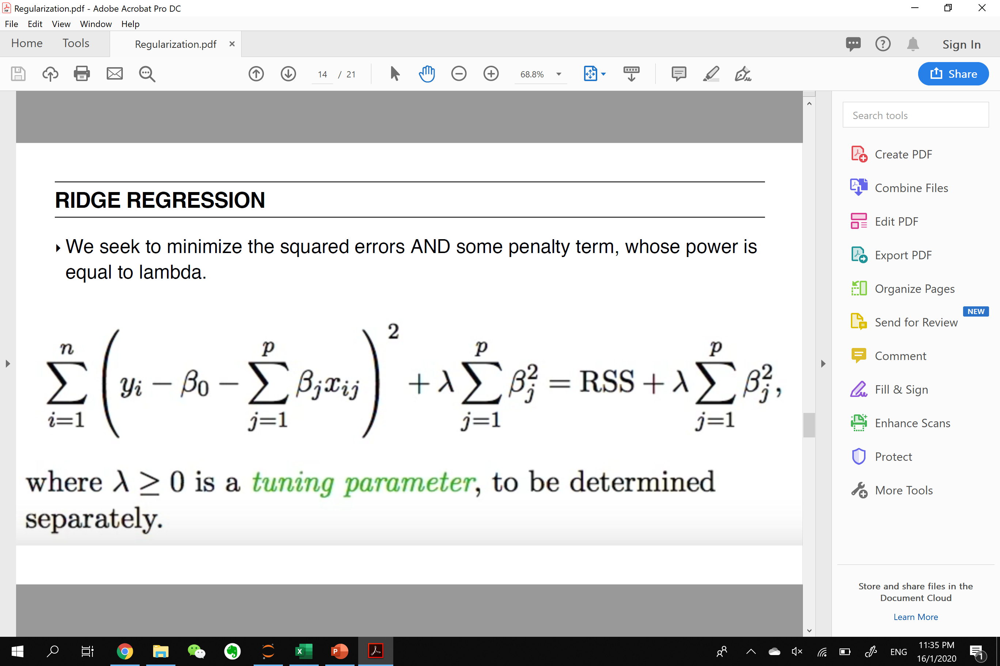 Regularization.pdf - Adobe Acrobat Pro DC
File Edit View Window Help
Home Tools Regularization.pdf × Sign In
14 / 21 68.8% Share
Search tools
Create PDF
Combine Files
Edit PDF
Export PDF
Organize Pages
NEW
Send for Review
Comment
Fill & Sign
Enhance Scans
Protect
More Tools
Store and share files in the
Document Cloud
Learn More
RIDGE REGRESSION
We seek to minimize the squared errors AND some penalty term, whose power is
equal to lambda.
\sum_{i=1}^{n} \left( y_i - \beta_0 - \sum_{j=1}^{p} \beta_j x_{ij} \right)^2 + \lambda \sum_{j=1}^{p} \beta_j^2 = \text{RSS} + \lambda \sum_{j=1}^{p} \beta_j^2,
where λ ≥ 0 is a tuning parameter, to be determined
separately.
ENG
11:35 PM
16/1/2020
1